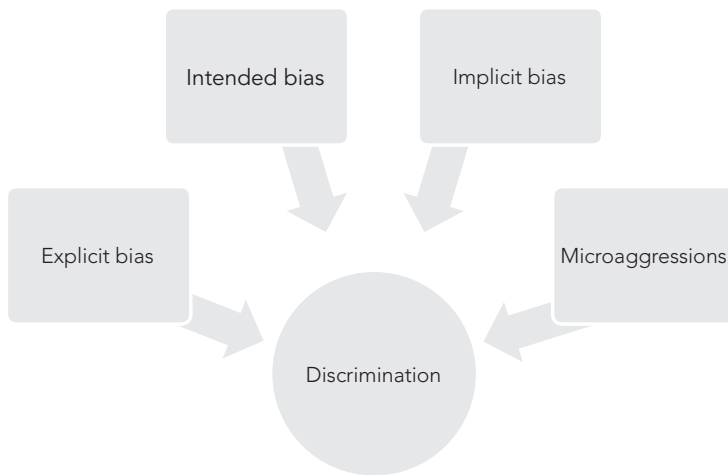 Intended bias
Implicit bias
Explicit bias
Microaggressions
Discrimination